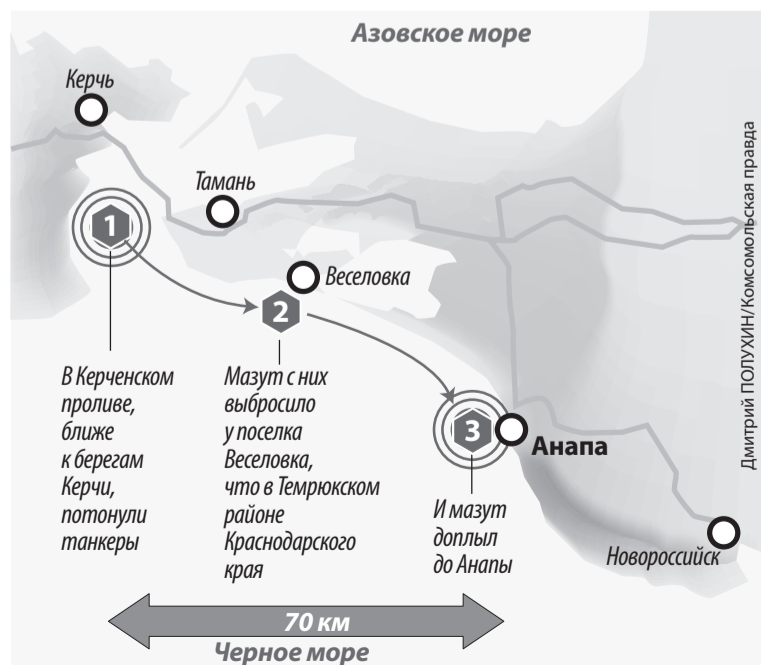 Азовское море
Керчь
Тамань
1
Веселовка
2
В Керченском
проливе,
ближе
к берегам
Керчи,
потонули
танкеры
Мазут с них
выбросило
у поселка
Веселовка,
что в Темрюкском
районе
Краснодарского
края
3
Анапа
И мазут
доплыл
до Анапы
Новороссийск
70 км
Черное море
Дмитрий ПОЛУХИН/Комсомольская правда